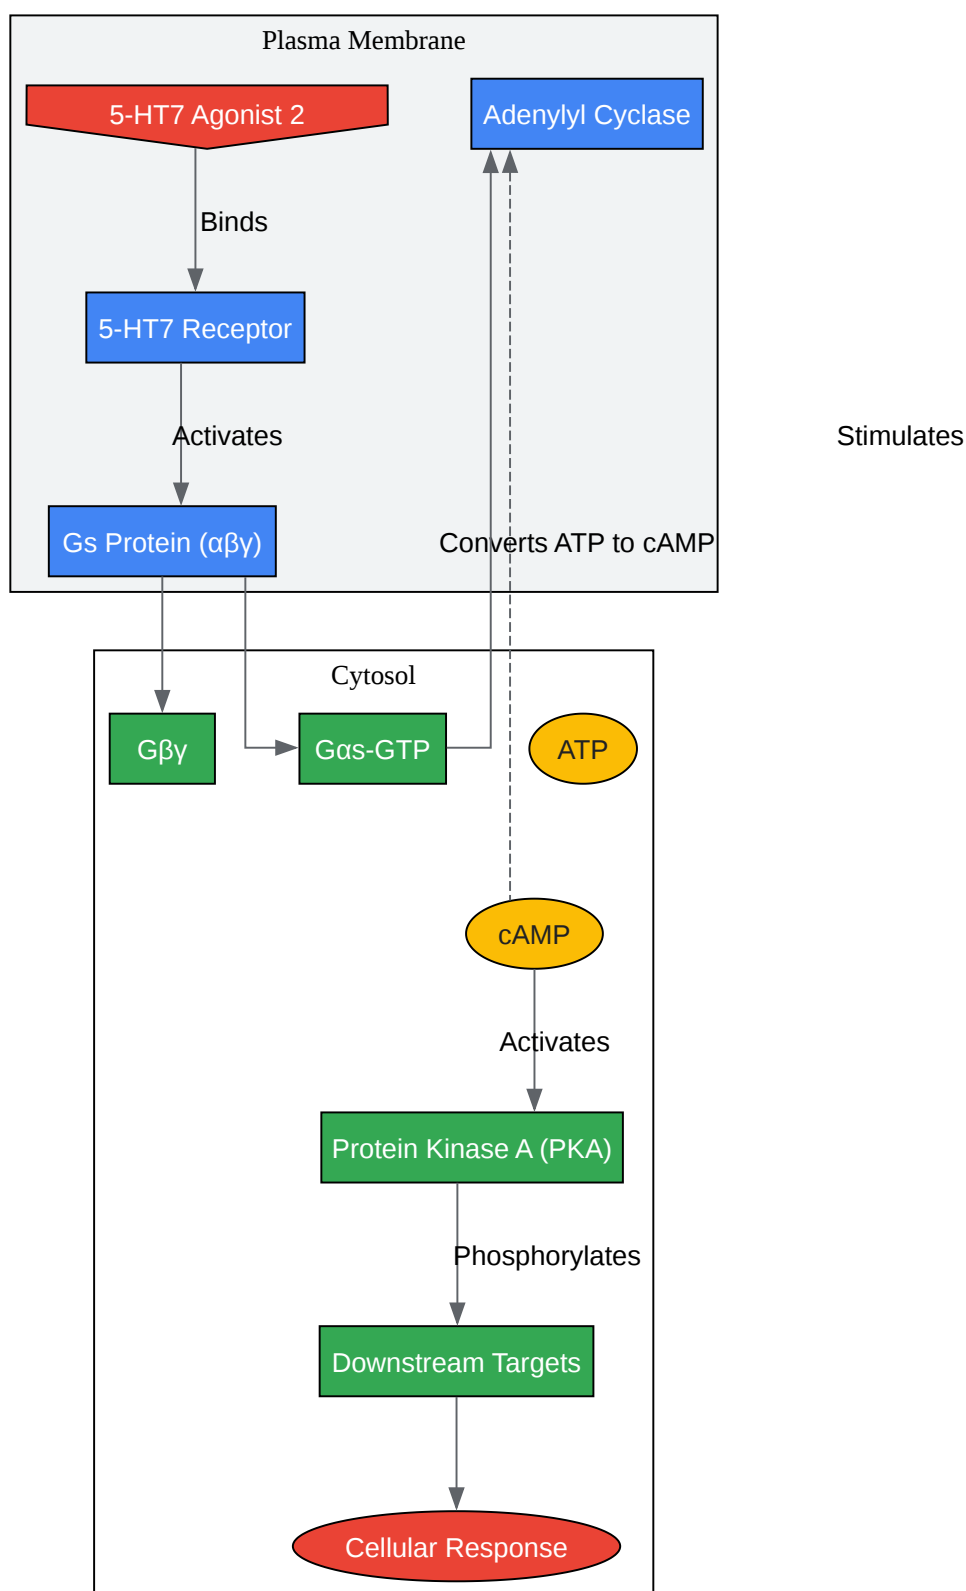 Plasma Membrane
5-HT7 Agonist 2
Adenylyl Cyclase
Binds
5-HT7 Receptor
Activates
Stimulates
Gs Protein (αβγ)
Converts ATP to cAMP
Cytosol
Gβγ
Gαs-GTP
ATP
cAMP
Activates
Protein Kinase A (PKA)
Phosphorylates
Downstream Targets
Cellular Response